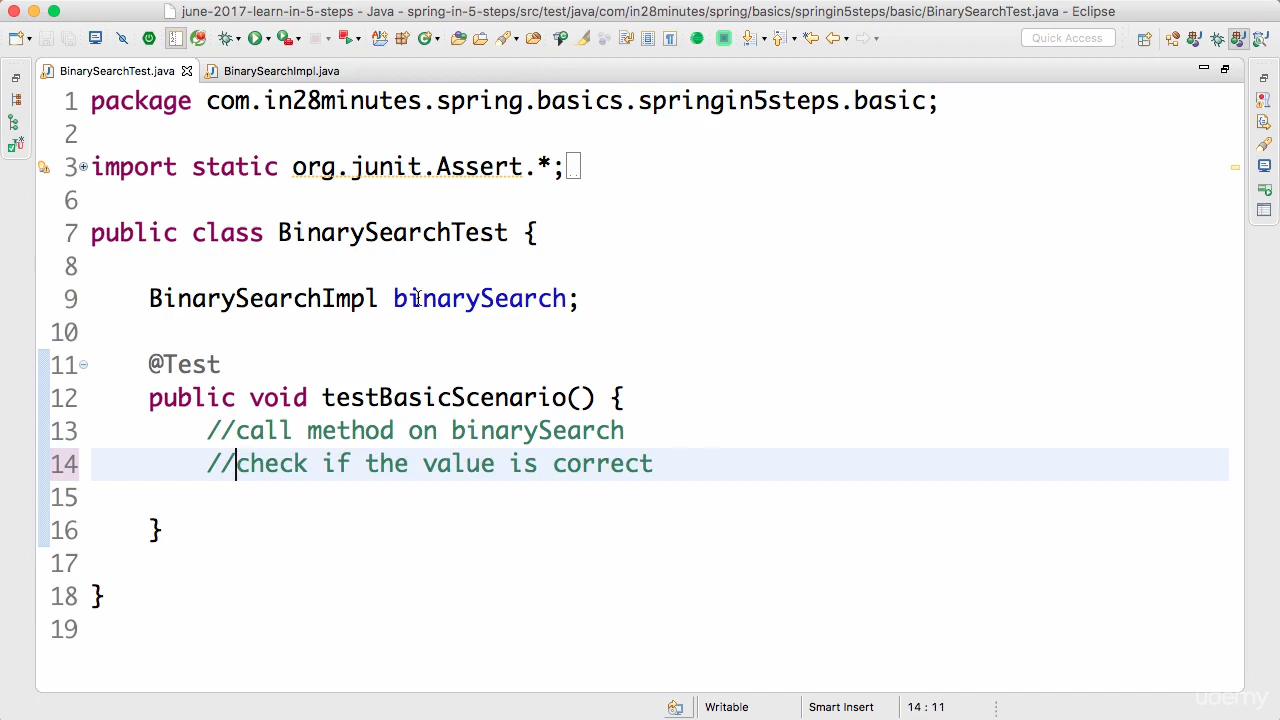 june-2017-learn-in-5-steps - Java - spring-in-5-steps/src/test/java/com/in28minutes/spring/basics/springin5steps/basic/BinarySearchTest.java - Eclipse
Quick Access
BinarySearchTest.java BinarySearchImpl.java
1 package com.in28minutes.spring.basics.springin5steps.basic;
2
3 import static org.junit.Assert.*;
6
7 public class BinarySearchTest {
8
9 BinarySearchImpl binarySearch;
10
11 @Test
12 public void testBasicScenario() {
13 //call method on binarySearch
14 //check if the value is correct
15
16 }
17
18 }
19
Writable Smart Insert 14 : 11
udemy